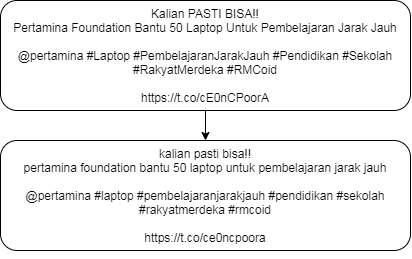 Kalian PASTI BISA!!
Pertamina Foundation Bantu 50 Laptop Untuk Pembelajaran Jarak Jauh
@pertamina #Laptop #PembelajaranJarakJauh #Pendidikan #Sekolah
#RakyatMerdeka #RMCoid
https://t.co/cE0nCPoorA
kalian pasti bisa!!
pertamina foundation bantu 50 laptop untuk pembelajaran jarak jauh
@pertamina #laptop #pembelajaranjarakjauh #pendidikan #sekolah
#rakyatmerdeka #rmcoid
https://t.co/ce0ncpoora